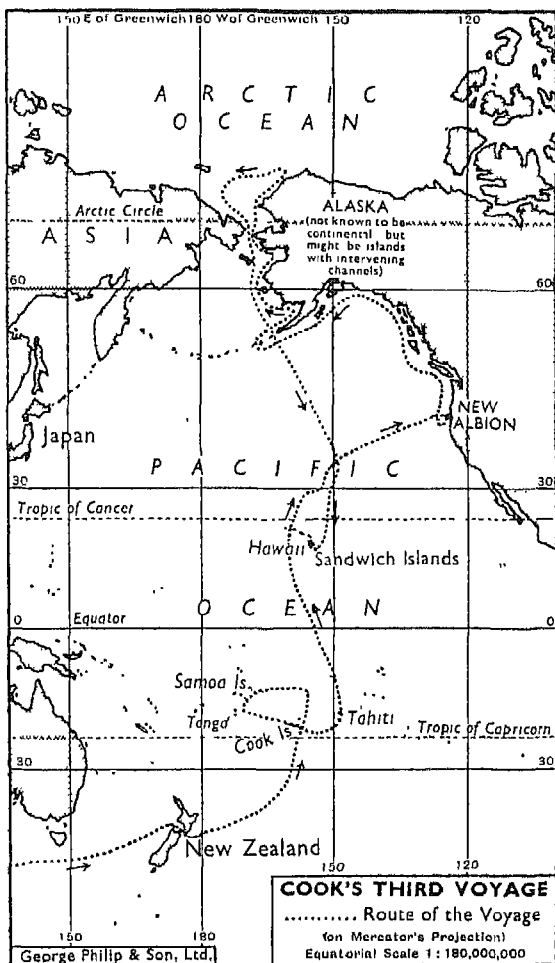 150 E of Greenwich 180 W of Greenwich 150 120
ARCTIC
OCEAN
ALASKA
(not known to be
continental but
might be islands
with intervening
channels)
Arctic Circle
ASIA
60 60
NEW
ALBION
Japan
PACIFIC
30 30
Tropic of Cancer
Hawaii
Sandwich Islands
OCEAN
0 Equator 0
Samoa Is.
Tonga
Cook Is.
Tahiti
Tropic of Capricorn
30 30
New Zealand
COOK'S THIRD VOYAGE
............ Route of the Voyage
(on Mercator's Projection)
Equatorial Scale 1:180,000,000
150 180 150 120
George Philip & Son, Ltd.